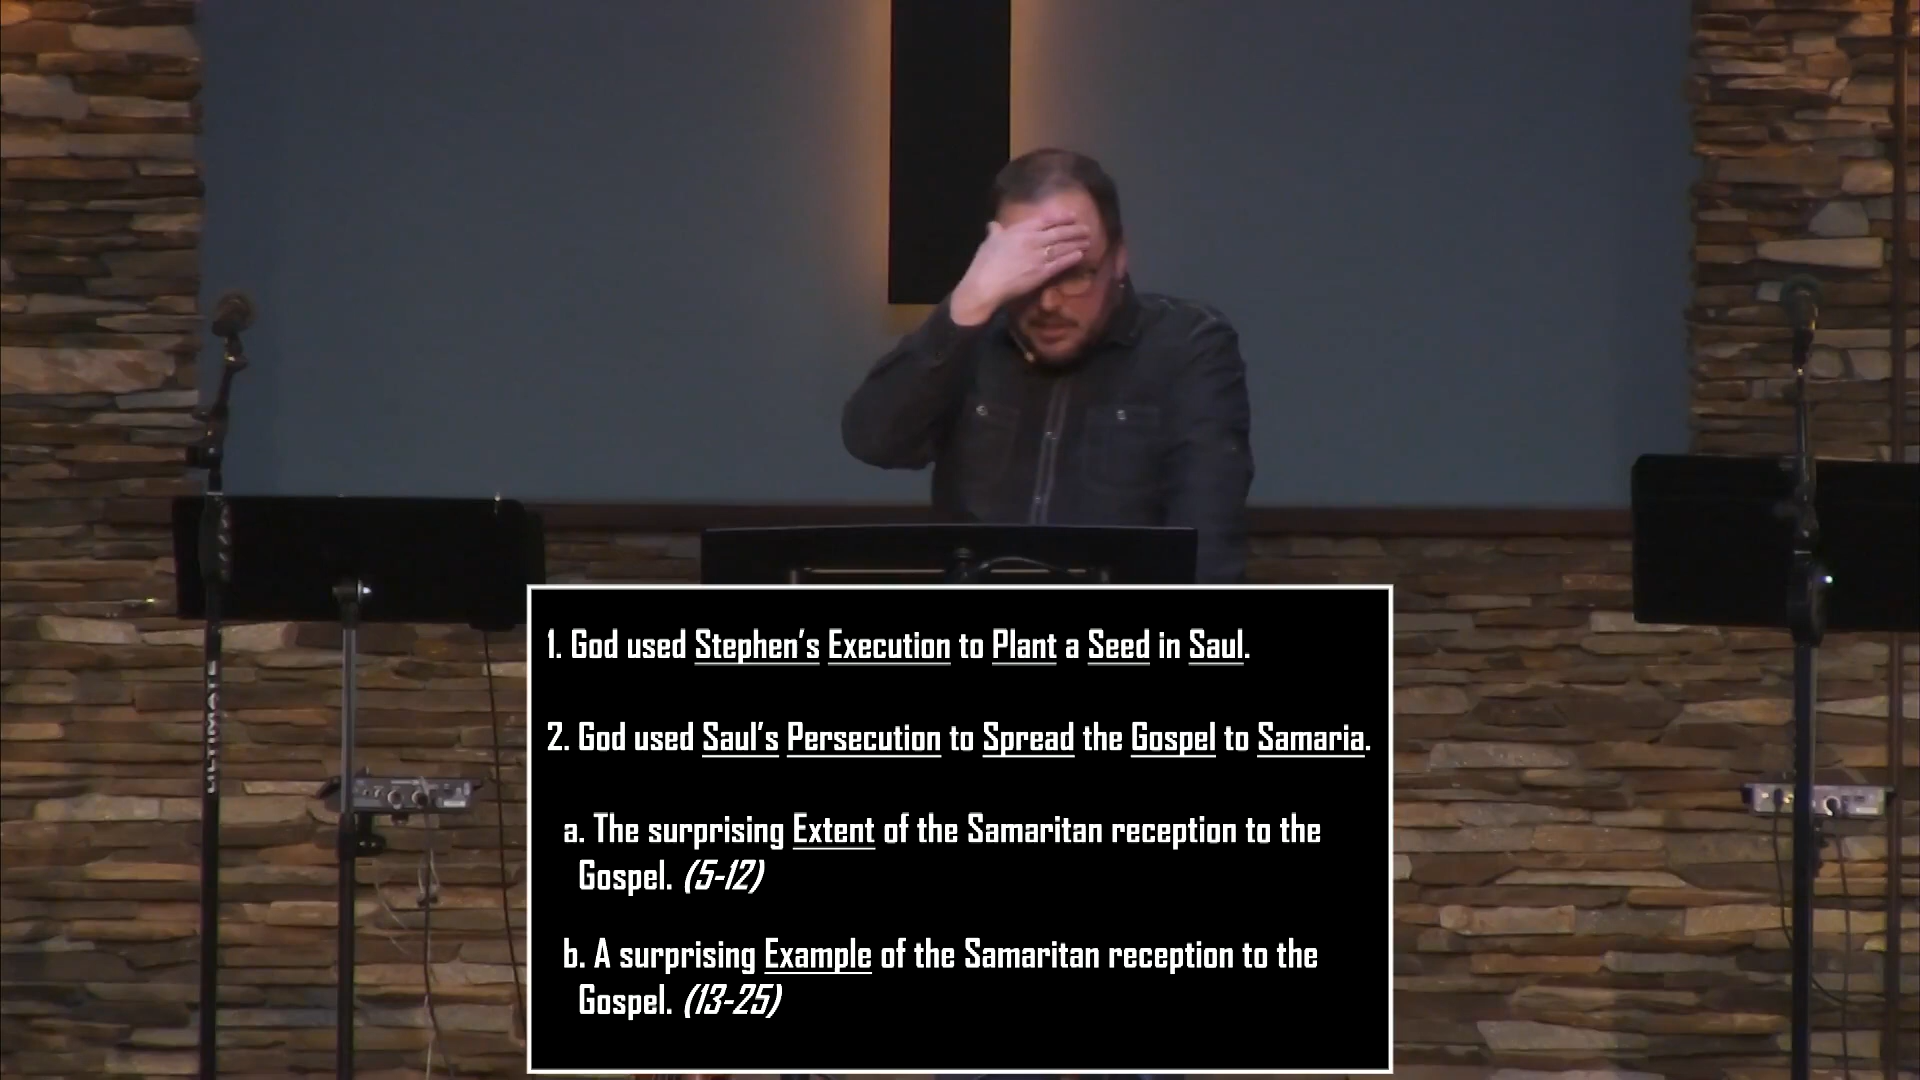 1. God used Stephen's Execution to Plant a Seed in Saul.
2. God used Saul's Persecution to Spread the Gospel to Samaria.
a. The surprising Extent of the Samaritan reception to the
Gospel. (5-12)
b. A surprising Example of the Samaritan reception to the
Gospel. (13-25)
ULTIMATE